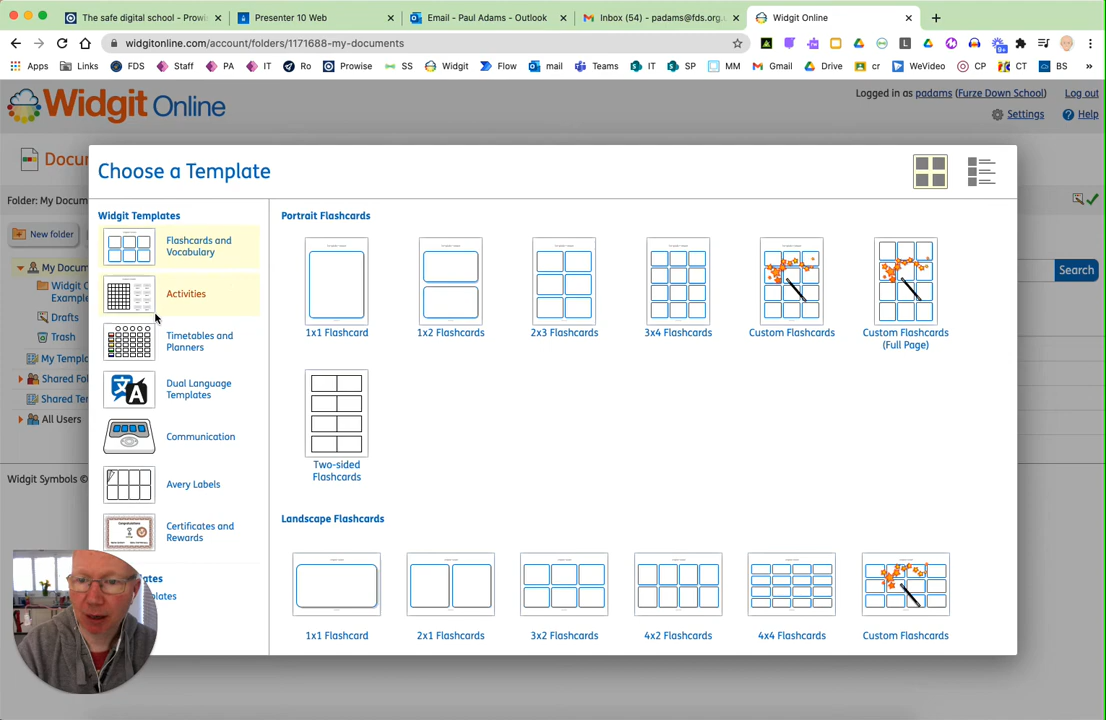 The safe digital school - Prowi
Presenter 10 Web
Email - Paul Adams - Outlook
Inbox (54) - padams@fds.org.
Widgit Online
widgitonline.com/account/folders/1171688-my-documents
Apps
Links
FDS
Staff
PA
IT
Ro
Prowise
SS
Widgit
Flow
mail
Teams
IT
SP
MM
Gmail
Drive
cr
WeVideo
CP
CT
BS
»
Widgit Online
Logged in as padams (Furze Down School)
Log out
Settings
Help
Docu
Folder: My Docum
New folder
My Docu
Widgit
Example
Drafts
Trash
My Templ
Shared Fo
Shared Te
All Users
Widgit Symbols ©
Search
Choose a Template
Widgit Templates
Flashcards and
Vocabulary
Activities
Timetables and
Planners
Dual Language
Templates
Communication
Avery Labels
Certificates and
Rewards
lates
mplates
Portrait Flashcards
1x1 Flashcard
1x2 Flashcards
2x3 Flashcards
3x4 Flashcards
Custom Flashcards
Custom Flashcards
(Full Page)
Two-sided
Flashcards
Landscape Flashcards
1x1 Flashcard
2x1 Flashcards
3x2 Flashcards
4x2 Flashcards
4x4 Flashcards
Custom Flashcards